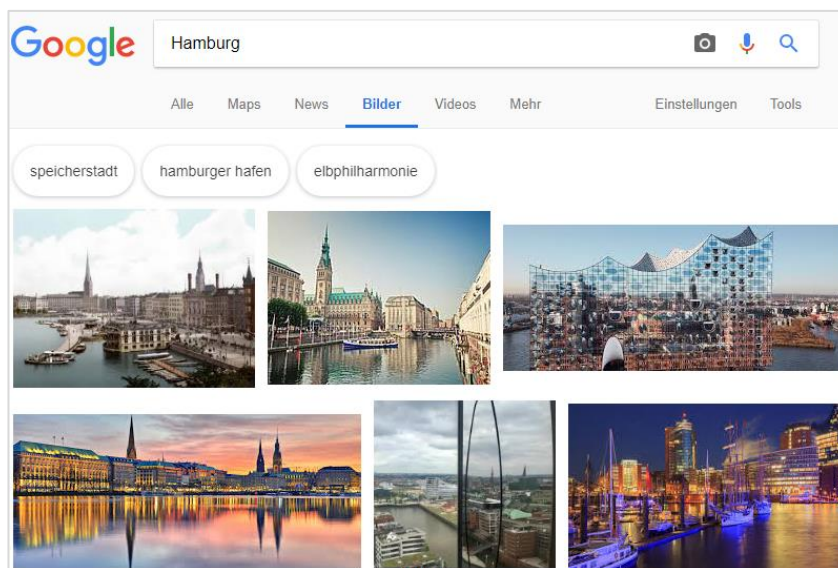 Google Hamburg
Alle Maps News Bilder Videos Mehr Einstellungen Tools
speicherstadt hamburger hafen elbphilharmonie